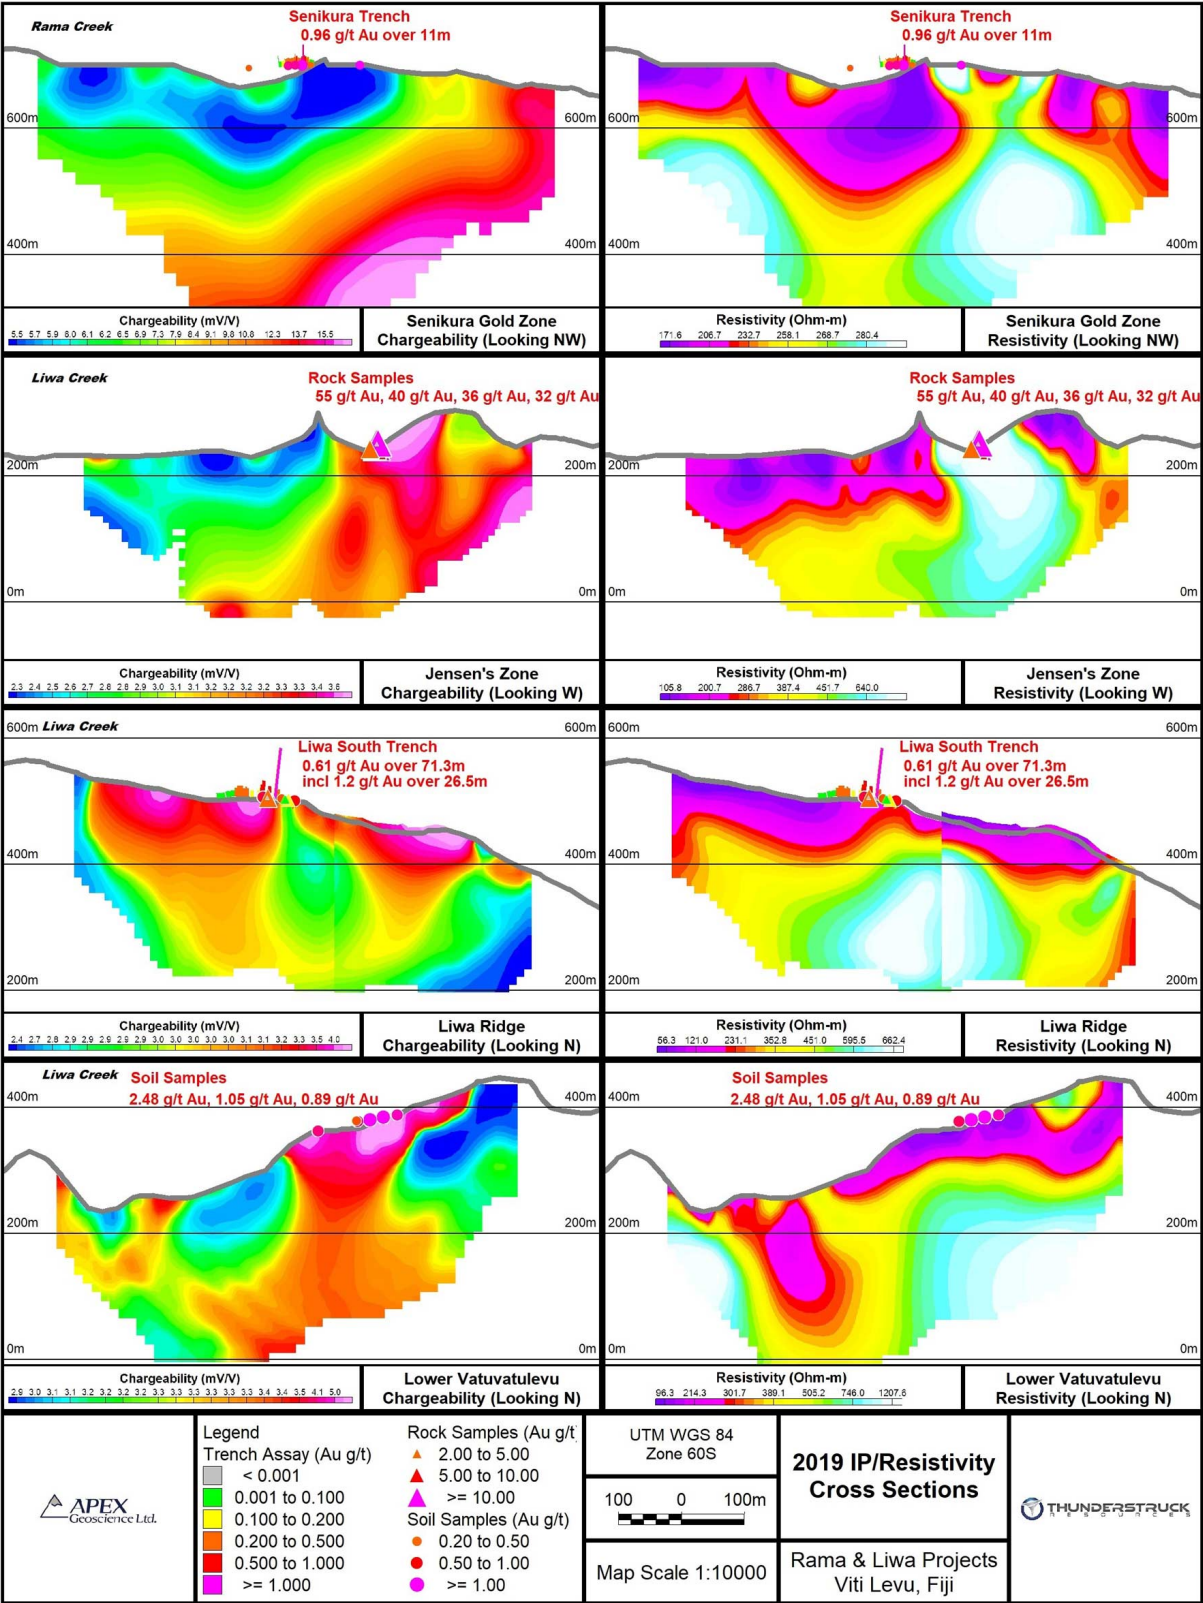 Rama Creek
Senikura Trench
0.96 g/t Au over 11m
600m
600m
400m
400m
Chargeability (mV/V)
5.5 5.7 5.9 8.0 6.1 6.2 6.5 6.9 7.3 7.9 8.4 9.1 9.8 10.8 12.3 13.7 15.5
Senikura Gold Zone
Chargeability (Looking NW)
Senikura Trench
0.96 g/t Au over 11m
600m
600m
400m
400m
Resistivity (Ohm-m)
171.6 206.7 232.7 258.1 268.7 280.4
Senikura Gold Zone
Resistivity (Looking NW)
Liwa Creek
Rock Samples
55 g/t Au, 40 g/t Au, 36 g/t Au, 32 g/t Au
200m
200m
0m
0m
Chargeability (mV/V)
2.3 2.4 2.5 2.6 2.7 2.8 2.8 2.9 3.0 3.1 3.2 3.2 3.2 3.3 3.3 3.4 3.6
Jensen's Zone
Chargeability (Looking W)
Rock Samples
55 g/t Au, 40 g/t Au, 36 g/t Au, 32 g/t Au
200m
200m
0m
0m
Resistivity (Ohm-m)
105.8 200.7 286.7 387.4 451.7 640.0
Jensen's Zone
Resistivity (Looking W)
600m
Liwa Creek
600m
Liwa South Trench
0.61 g/t Au over 71.3m
incl 1.2 g/t Au over 26.5m
400m
400m
200m
200m
Chargeability (mV/V)
2.4 2.7 2.8 2.9 2.9 2.9 2.9 3.0 3.0 3.0 3.1 3.1 3.2 3.3 3.5 4.0
Liwa Ridge
Chargeability (Looking N)
600m
600m
Liwa South Trench
0.61 g/t Au over 71.3m
incl 1.2 g/t Au over 26.5m
400m
400m
200m
200m
Resistivity (Ohm-m)
56.3 121.0 231.1 352.8 451.0 595.5 662.4
Liwa Ridge
Resistivity (Looking N)
Liwa Creek
Soil Samples
2.48 g/t Au, 1.05 g/t Au, 0.89 g/t Au
400m
400m
200m
200m
0m
0m
Chargeability (mV/V)
2.9 3.0 3.1 3.1 3.2 3.2 3.2 3.2 3.3 3.3 3.3 3.4 3.4 3.5 4.1 5.0
Lower Vatuvatulevu
Chargeability (Looking N)
Soil Samples
2.48 g/t Au, 1.05 g/t Au, 0.89 g/t Au
400m
400m
200m
200m
0m
0m
Resistivity (Ohm-m)
96.3 214.3 301.7 389.1 505.2 746.0 1207.6
Lower Vatuvatulevu
Resistivity (Looking N)
APEX
Geoscience Ltd.
Legend
Trench Assay (Au g/t)
< 0.001
0.001 to 0.100
0.100 to 0.200
0.200 to 0.500
0.500 to 1.000
>= 1.000
Rock Samples (Au g/t)
2.00 to 5.00
5.00 to 10.00
>= 10.00
Soil Samples (Au g/t)
0.20 to 0.50
0.50 to 1.00
>= 1.00
UTM WGS 84
Zone 60S
100 0 100m
Map Scale 1:10000
2019 IP/Resistivity
Cross Sections
Rama & Liwa Projects
Viti Levu, Fiji
THUNDERSTRUCK
RESOURCES